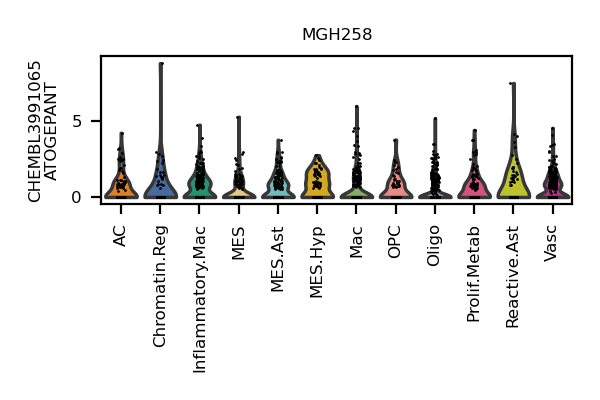 MGH258
CHEMBL3991065
ATOGEPANT
5
0
AC
Chromatin.Reg
Inflammatory.Mac
MES
MES.Ast
MES.Hyp
Mac
OPC
Oligo
Prolif.Metab
Reactive.Ast
Vasc